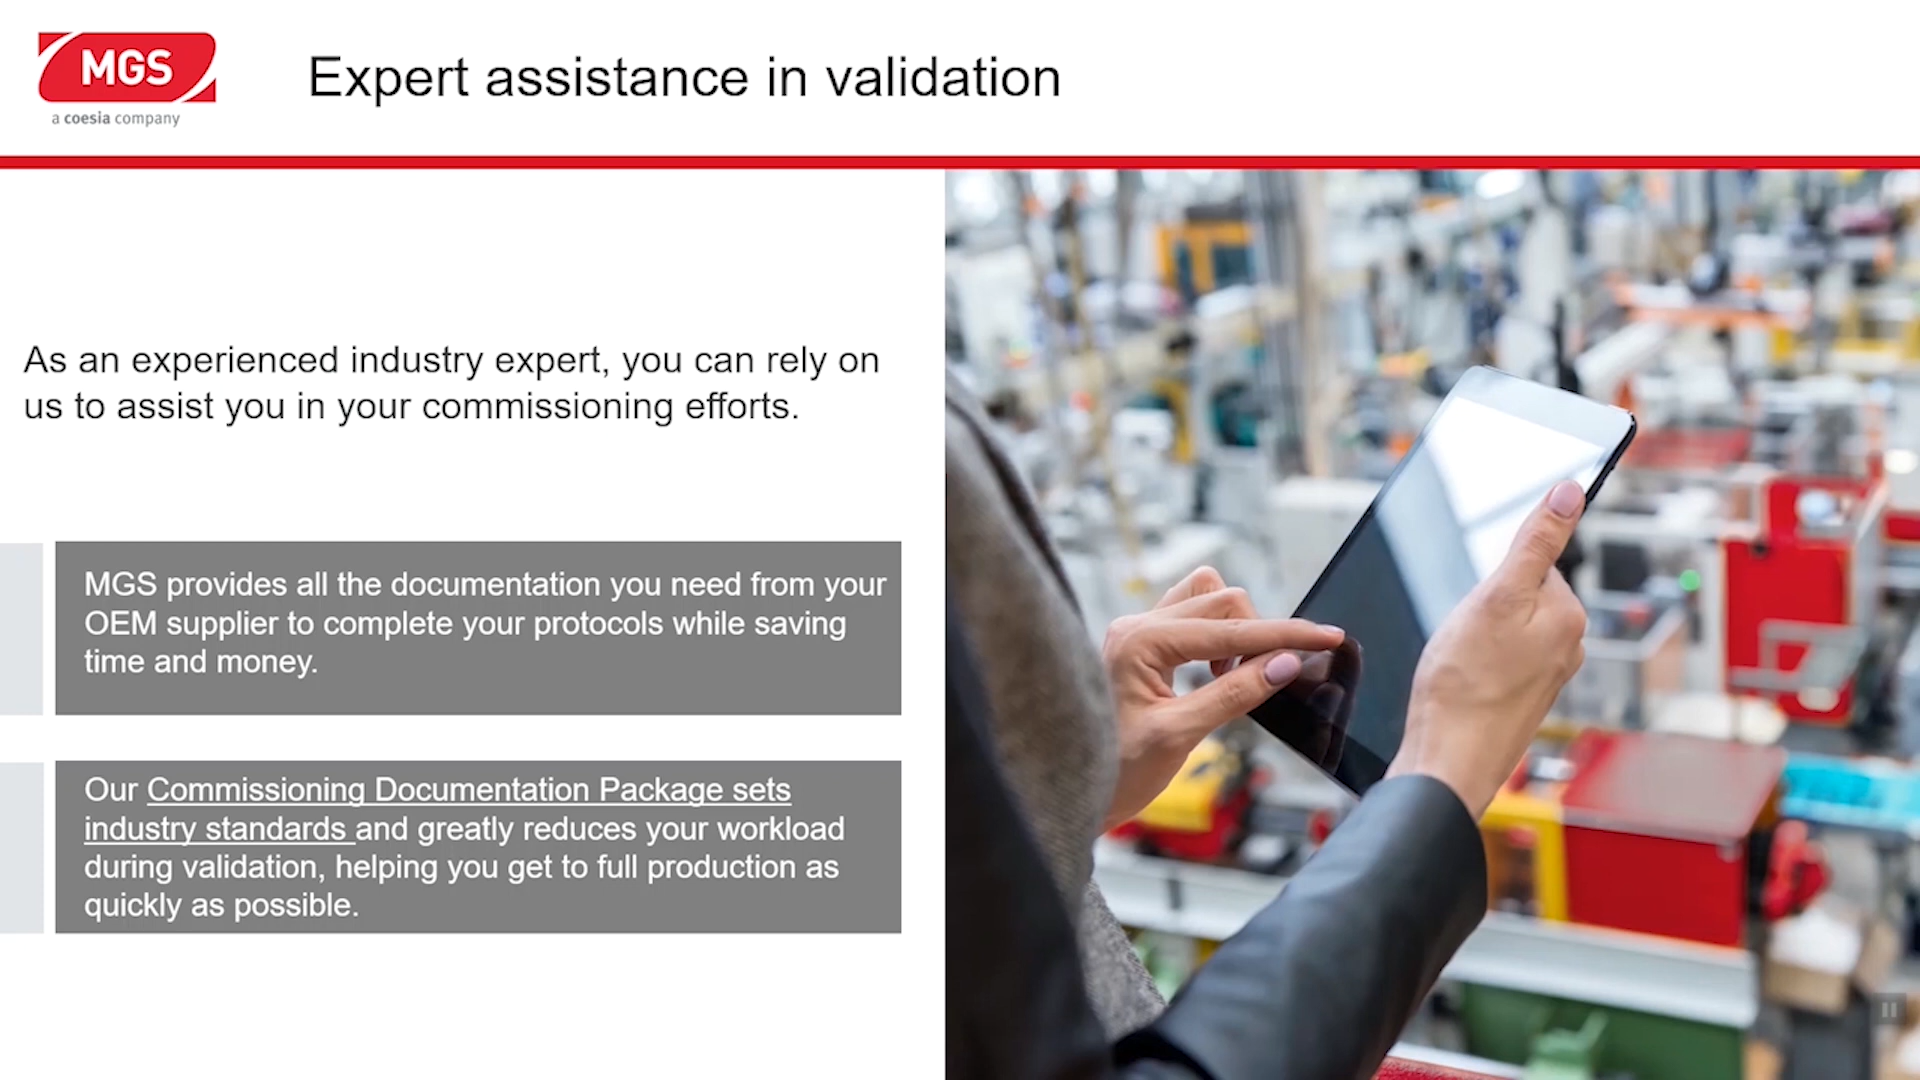 MGS
a coesia company
Expert assistance in validation
As an experienced industry expert, you can rely on
us to assist you in your commissioning efforts.
MGS provides all the documentation you need from your
OEM supplier to complete your protocols while saving
time and money.
Our Commissioning Documentation Package sets
industry standards and greatly reduces your workload
during validation, helping you get to full production as
quickly as possible.